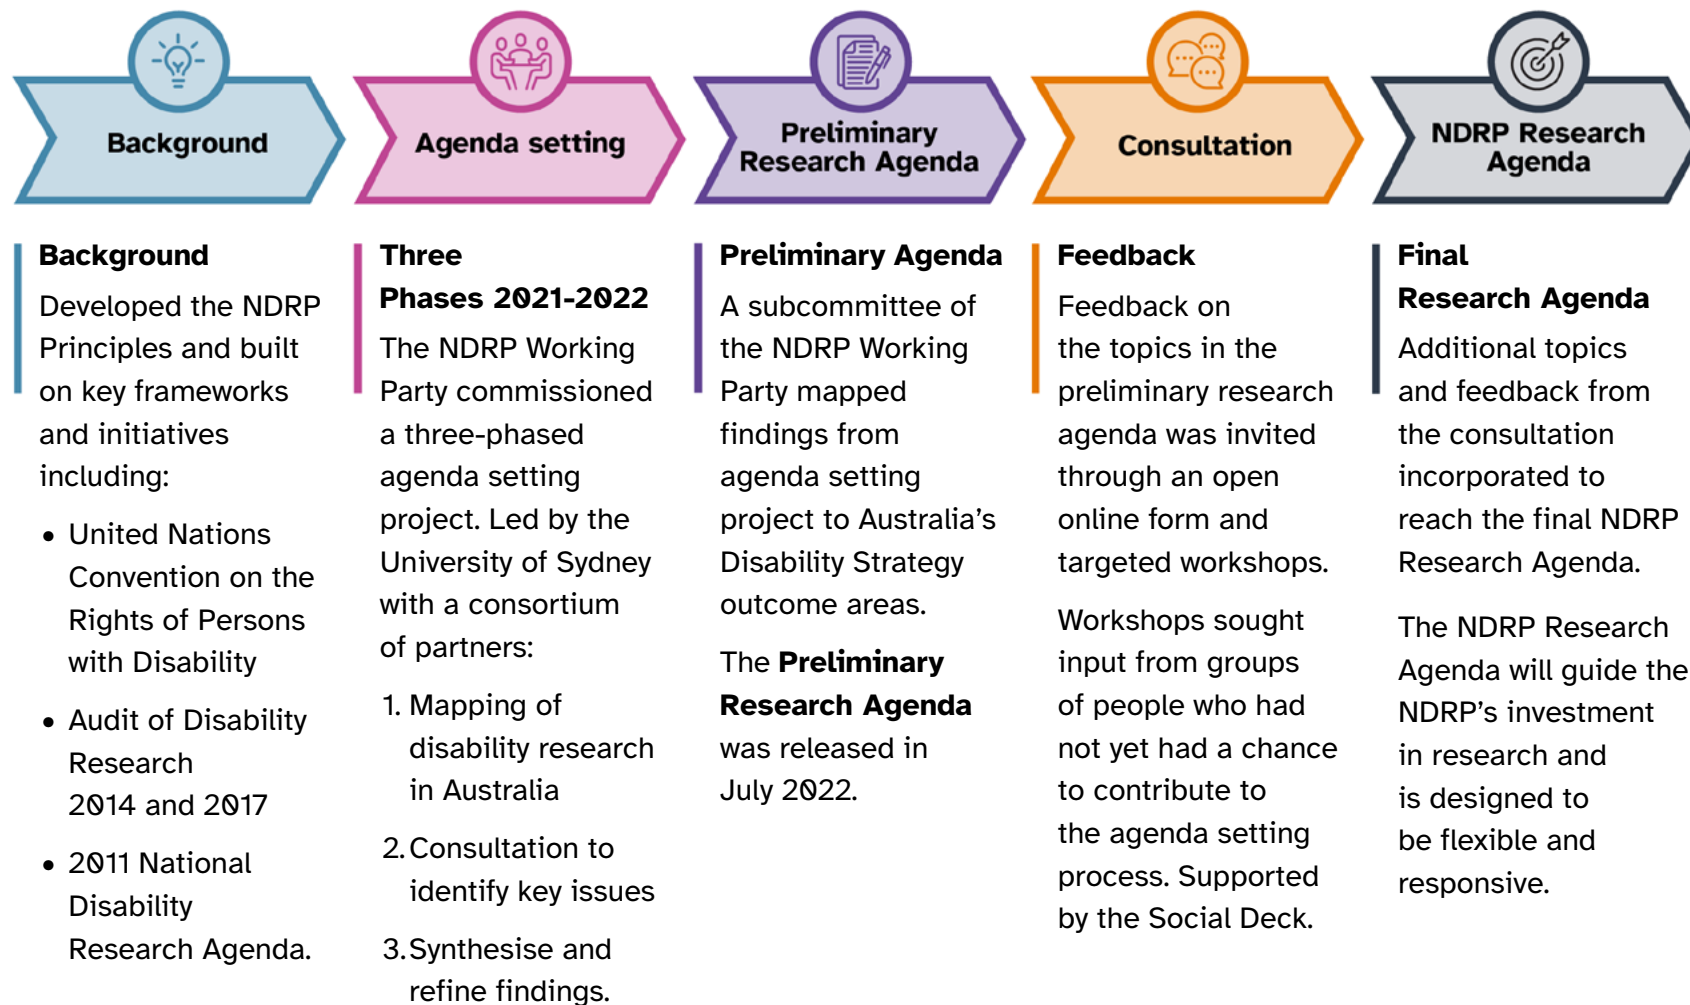 Background
Agenda setting
Preliminary
Research Agenda
Consultation
NDRP Research
Agenda
Background
Developed the NDRP
Principles and built
on key frameworks
and initiatives
including:
• United Nations
Convention on the
Rights of Persons
with Disability
• Audit of Disability
Research
2014 and 2017
• 2011 National
Disability
Research Agenda.
Three
Phases 2021-2022
The NDRP Working
Party commissioned
a three-phased
agenda setting
project. Led by the
University of Sydney
with a consortium
of partners:
1. Mapping of
disability research
in Australia
2. Consultation to
identify key issues
3. Synthesise and
refine findings.
Preliminary Agenda
A subcommittee of
the NDRP Working
Party mapped
findings from
agenda setting
project to Australia’s
Disability Strategy
outcome areas.
The Preliminary
Research Agenda
was released in
July 2022.
Feedback
Feedback on
the topics in the
preliminary research
agenda was invited
through an open
online form and
targeted workshops.
Workshops sought
input from groups
of people who had
not yet had a chance
to contribute to
the agenda setting
process. Supported
by the Social Deck.
Final
Research Agenda
Additional topics
and feedback from
the consultation
incorporated to
reach the final NDRP
Research Agenda.
The NDRP Research
Agenda will guide the
NDRP’s investment
in research and
is designed to
be flexible and
responsive.